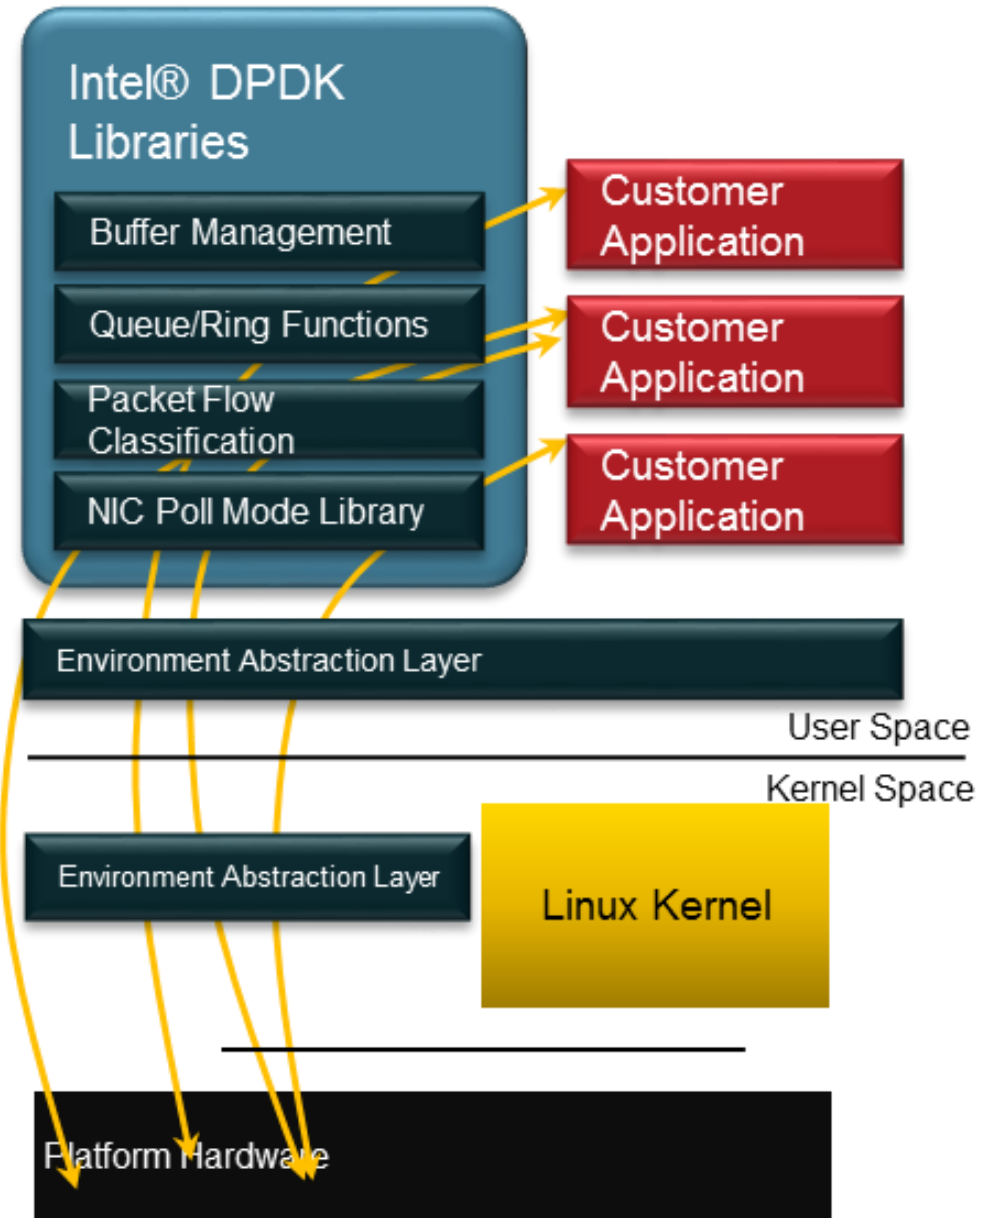 Intel® DPDK
Libraries
Buffer Management
Queue/Ring Functions
Packet Flow
Classification
NIC Poll Mode Library
Customer
Application
Customer
Application
Customer
Application
Environment Abstraction Layer
User Space
Kernel Space
Environment Abstraction Layer
Linux Kernel
Platform Hardware